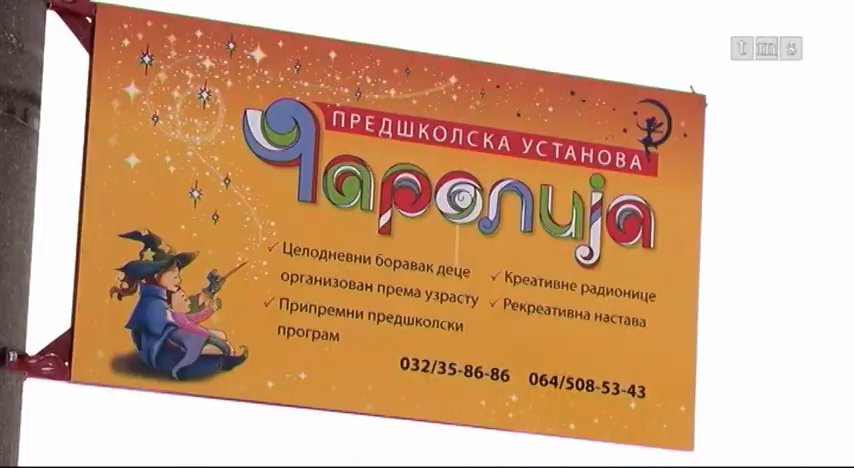 tms
ПРЕДШКОЛСКА УСТАНОВА
Чаролија
✓ Целодневни боравак деце
организован према узрасту
✓ Припремни предшколски
програм
✓ Креативне радионице
✓ Рекреативна настава
032/35-86-86 064/508-53-43